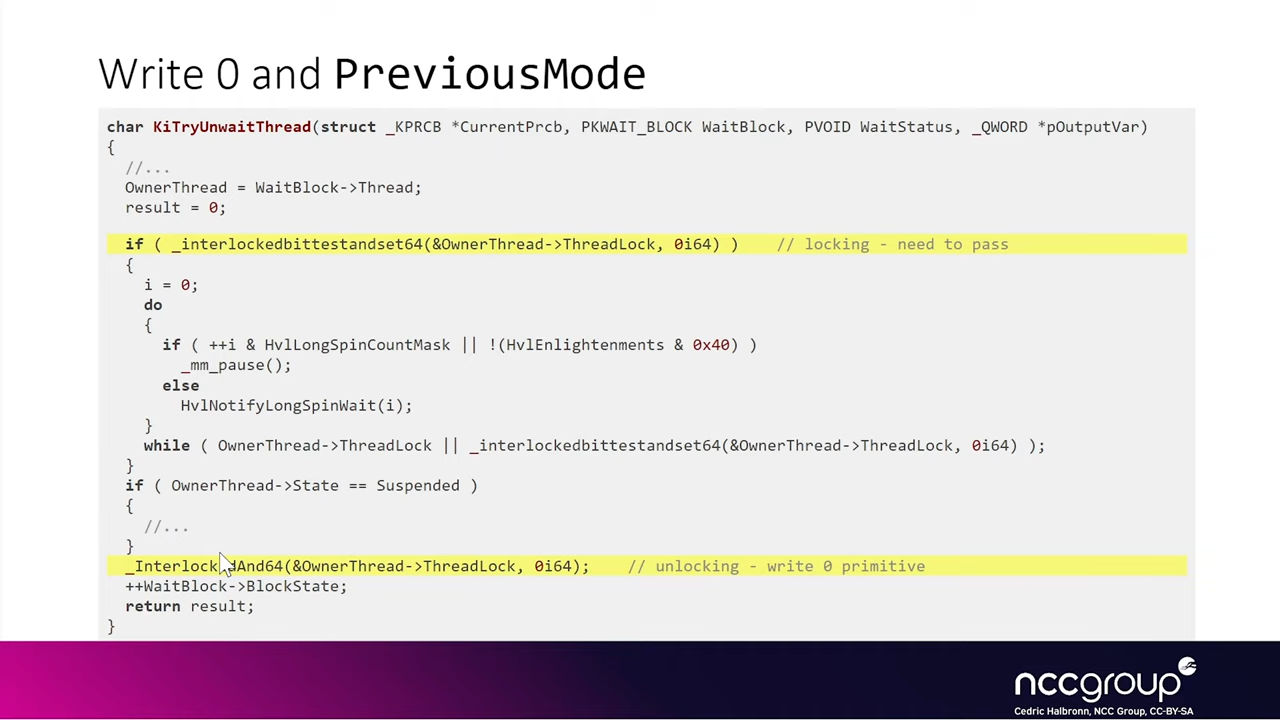 Write 0 and PreviousMode
char KiTryUnwaitThread(struct _KPRCB *CurrentPrcb, PKWAIT_BLOCK WaitBlock, PVOID WaitStatus, _QWORD *pOutputVar)
{
//...
OwnerThread = WaitBlock->Thread;
result = 0;
if ( _interlockedbittestandset64(&OwnerThread->ThreadLock, 0i64) ) // locking - need to pass
{
i = 0;
do
{
if ( ++i & HvlLongSpinCountMask || !(HvlEnlightenments & 0x40) )
_mm_pause();
else
HvlNotifyLongSpinWait(i);
}
while ( OwnerThread->ThreadLock || _interlockedbittestandset64(&OwnerThread->ThreadLock, 0i64) );
}
if ( OwnerThread->State == Suspended )
{
//...
}
_InterlockedAnd64(&OwnerThread->ThreadLock, 0i64); // unlocking - write 0 primitive
++WaitBlock->BlockState;
return result;
}
nccgroup
Cedric Halbronn, NCC Group, CC-BY-SA